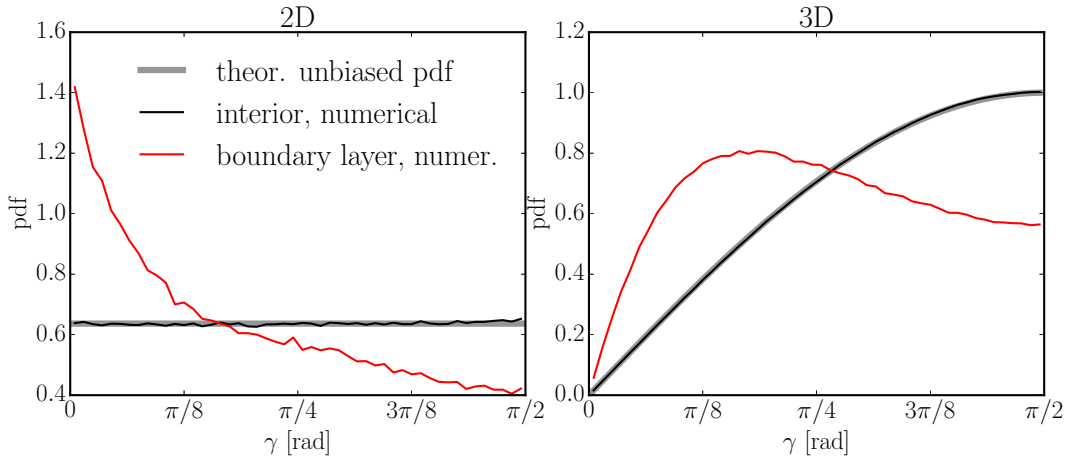 2D
1.6
1.4
1.2
1.0
0.8
0.6
0.4
pdf
theor. unbiased pdf
interior, numerical
boundary layer, numer.
0 π/8 π/4 3π/8 π/2
γ [rad]
3D
1.2
1.0
0.8
0.6
0.4
0.2
0.0
pdf
0 π/8 π/4 3π/8 π/2
γ [rad]